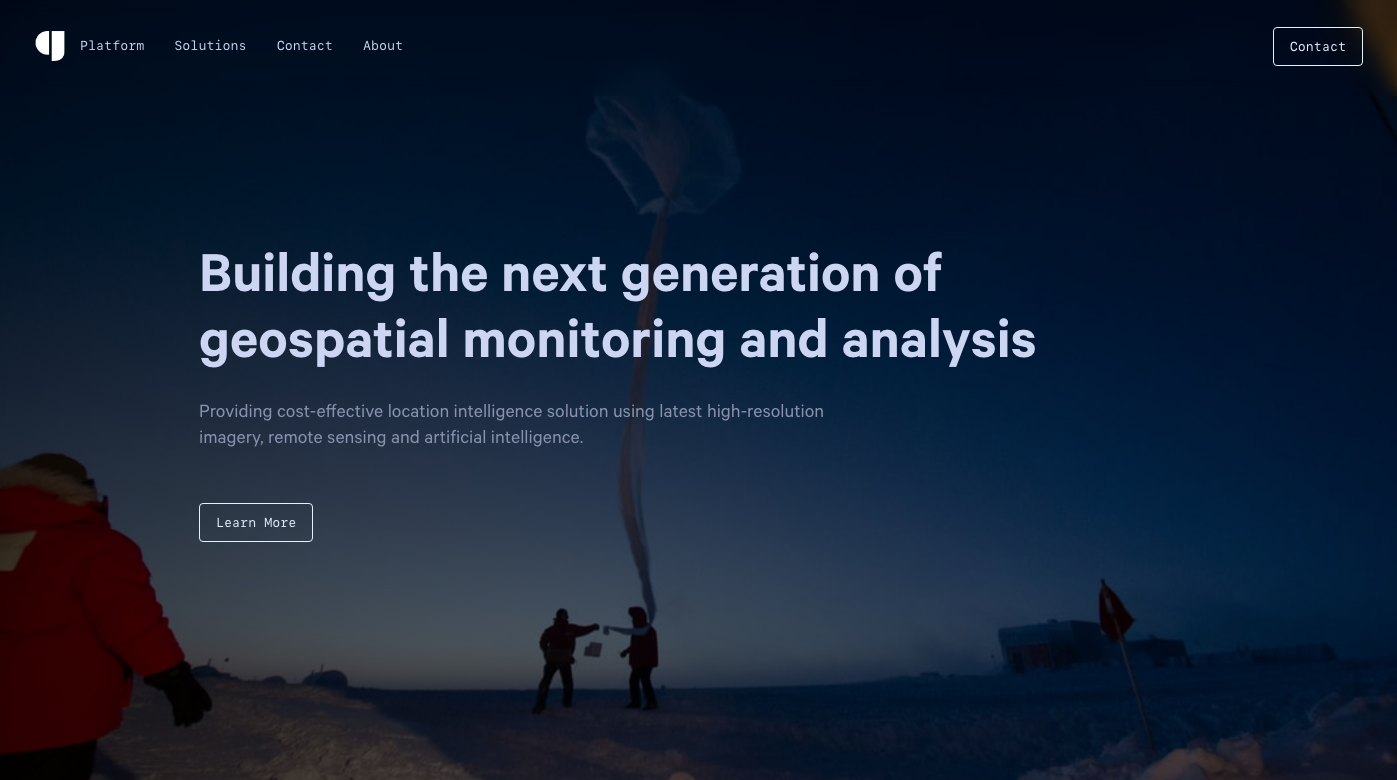 Platform Solutions Contact About Contact
Building the next generation of
geospatial monitoring and analysis
Providing cost-effective location intelligence solution using latest high-resolution
imagery, remote sensing and artificial intelligence.
Learn More